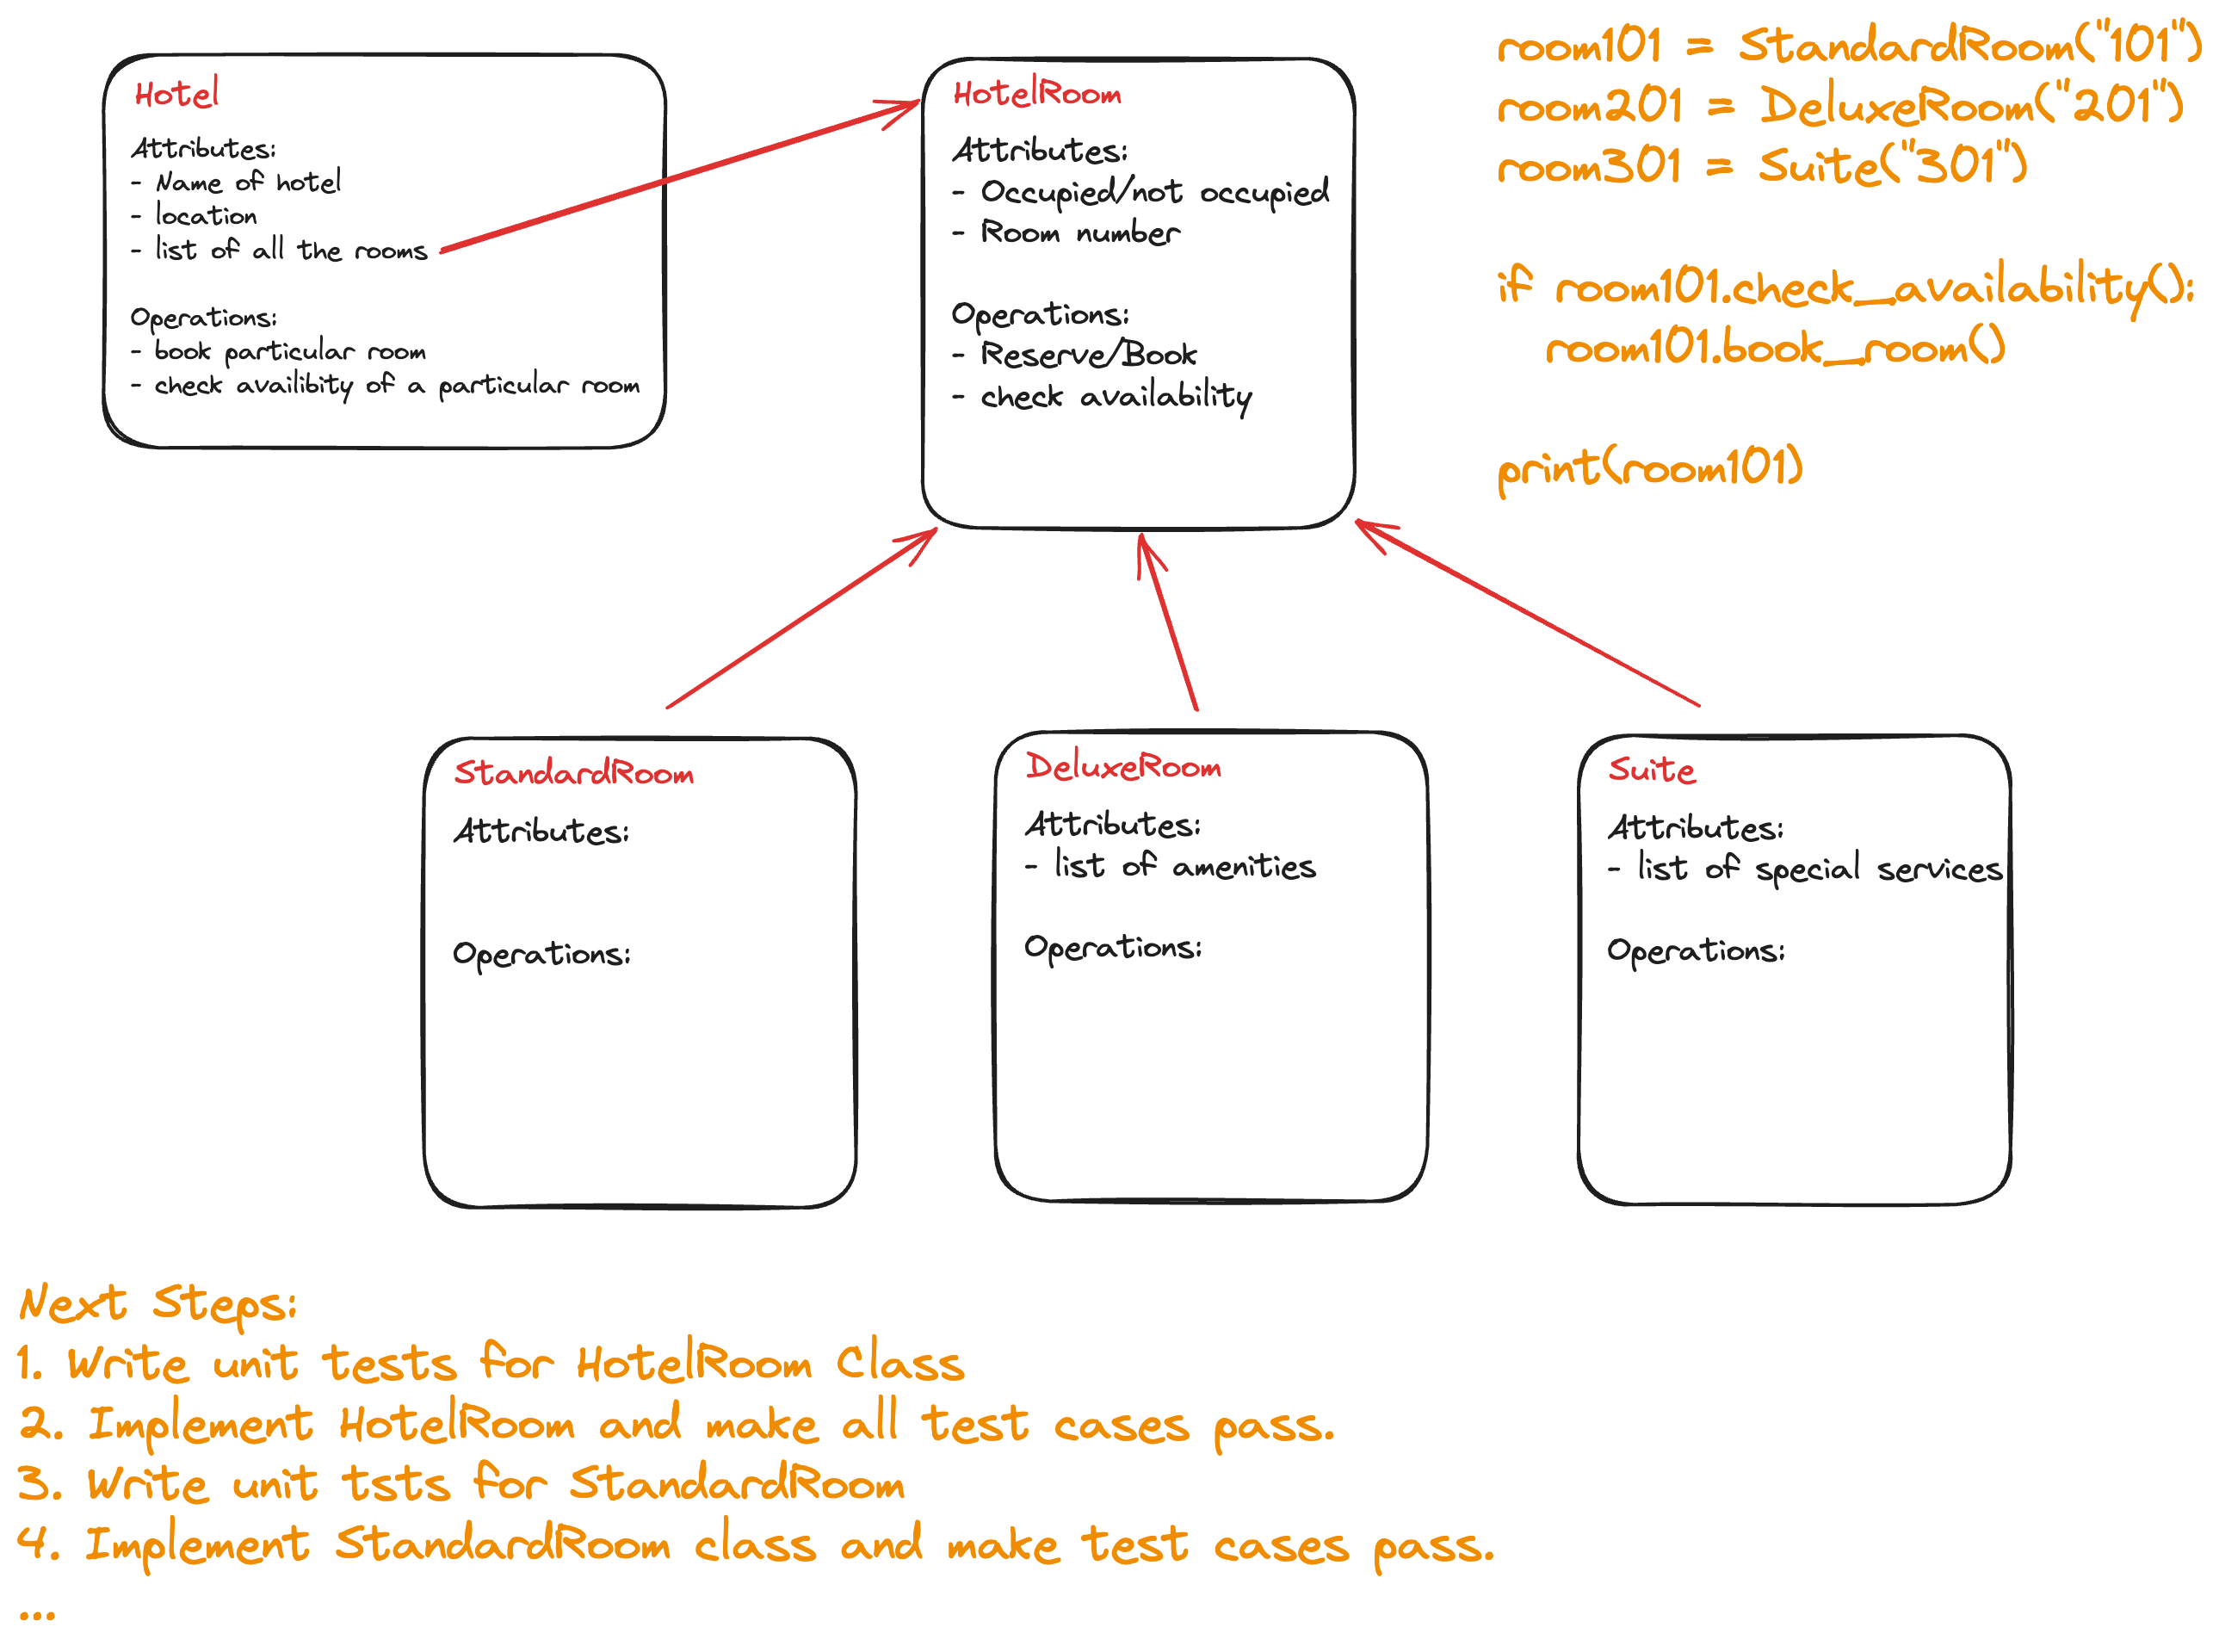 Hotel
Attributes:
- Name of hotel
- location
- list of all the rooms
Operations:
- book particular room
- check availibity of a particular room
HotelRoom
Attributes:
- Occupied/not occupied
- Room number
Operations:
- Reserve/Book
- check availability
room101 = StandardRoom("101")
room201 = DeluxeRoom("201")
room301 = Suite("301")
if room101.check_availability():
room101.book_room()
print(room101)
StandardRoom
Attributes:
Operations:
DeluxeRoom
Attributes:
- list of amenities
Operations:
Suite
Attributes:
- list of special services
Operations:
Next Steps:
1. Write unit tests for HotelRoom Class
2. Implement HotelRoom and make all test cases pass.
3. Write unit tsts for StandardRoom
4. Implement StandardRoom class and make test cases pass.
...